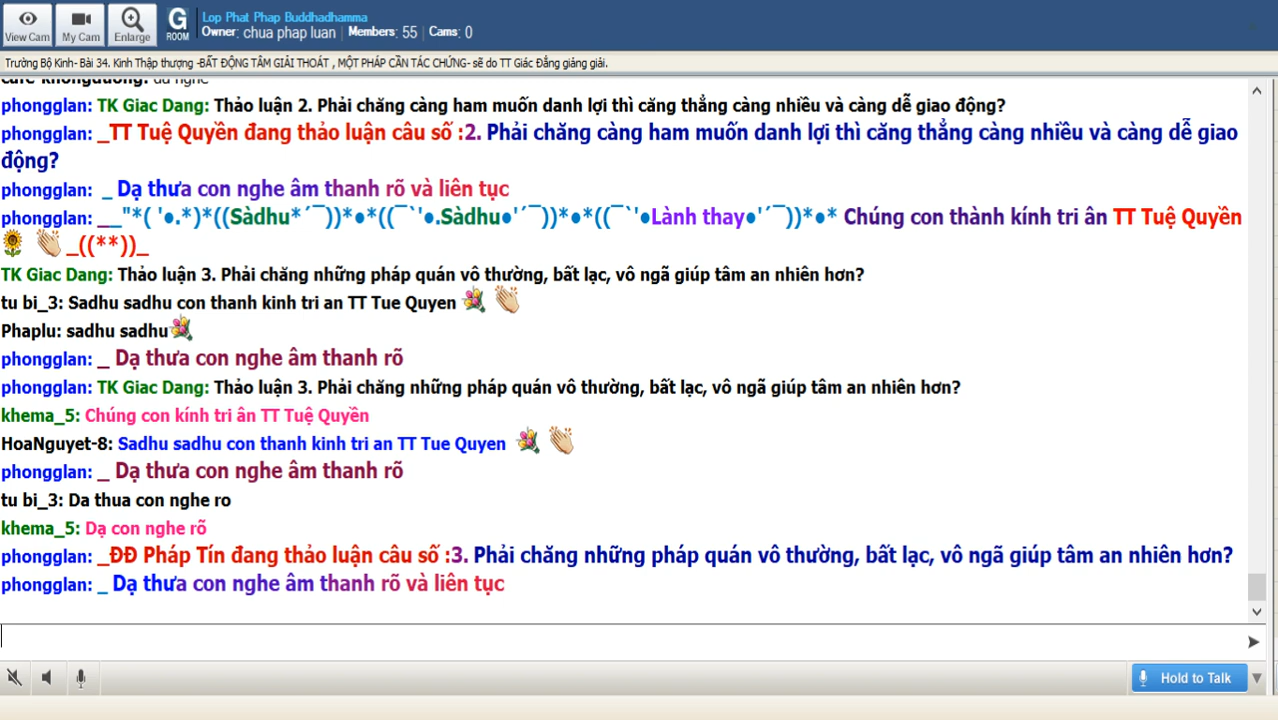 Lop Phat Phap Buddhadhamma
Owner: chua phap luan | Members: 55 | Cams: 0
View Cam
My Cam
Enlarge
G ROOM
Trường Bộ Kinh- Bài 34. Kinh Thập thượng -BẤT ĐỘNG TÂM GIẢI THOÁT , MỘT PHÁP CẦN TÁC CHỨNG- sẽ do TT Giác Đẳng giảng giải.
phongglan: TK Giac Dang: Thảo luận 2. Phải chăng càng ham muốn danh lợi thì căng thẳng càng nhiều và càng dễ giao động?
phongglan: _TT Tuệ Quyền đang thảo luận câu số :2. Phải chăng càng ham muốn danh lợi thì căng thẳng càng nhiều và càng dễ giao
động?
phongglan: _ Dạ thưa con nghe âm thanh rõ và liên tục
phongglan: __"*( '●.*)*((Sàdhu*´¯))*●*((¯`'●.Sàdhu●'´¯))*●*((¯`'●Lành thay●'´¯))*●* Chúng con thành kính tri ân TT Tuệ Quyền
🌻 👏 _((**))_
TK Giac Dang: Thảo luận 3. Phải chăng những pháp quán vô thường, bất lạc, vô ngã giúp tâm an nhiên hơn?
tu bi_3: Sadhu sadhu con thanh kinh tri an TT Tue Quyen
Phaplu: sadhu sadhu
phongglan: _ Dạ thưa con nghe âm thanh rõ
phongglan: TK Giac Dang: Thảo luận 3. Phải chăng những pháp quán vô thường, bất lạc, vô ngã giúp tâm an nhiên hơn?
khema_5: Chúng con kính tri ân TT Tuệ Quyền
HoaNguyet-8: Sadhu sadhu con thanh kinh tri an TT Tue Quyen
phongglan: _ Dạ thưa con nghe âm thanh rõ
tu bi_3: Da thua con nghe ro
khema_5: Dạ con nghe rõ
phongglan: _ĐĐ Pháp Tín đang thảo luận câu số :3. Phải chăng những pháp quán vô thường, bất lạc, vô ngã giúp tâm an nhiên hơn?
phongglan: _ Dạ thưa con nghe âm thanh rõ và liên tục
Hold to Talk